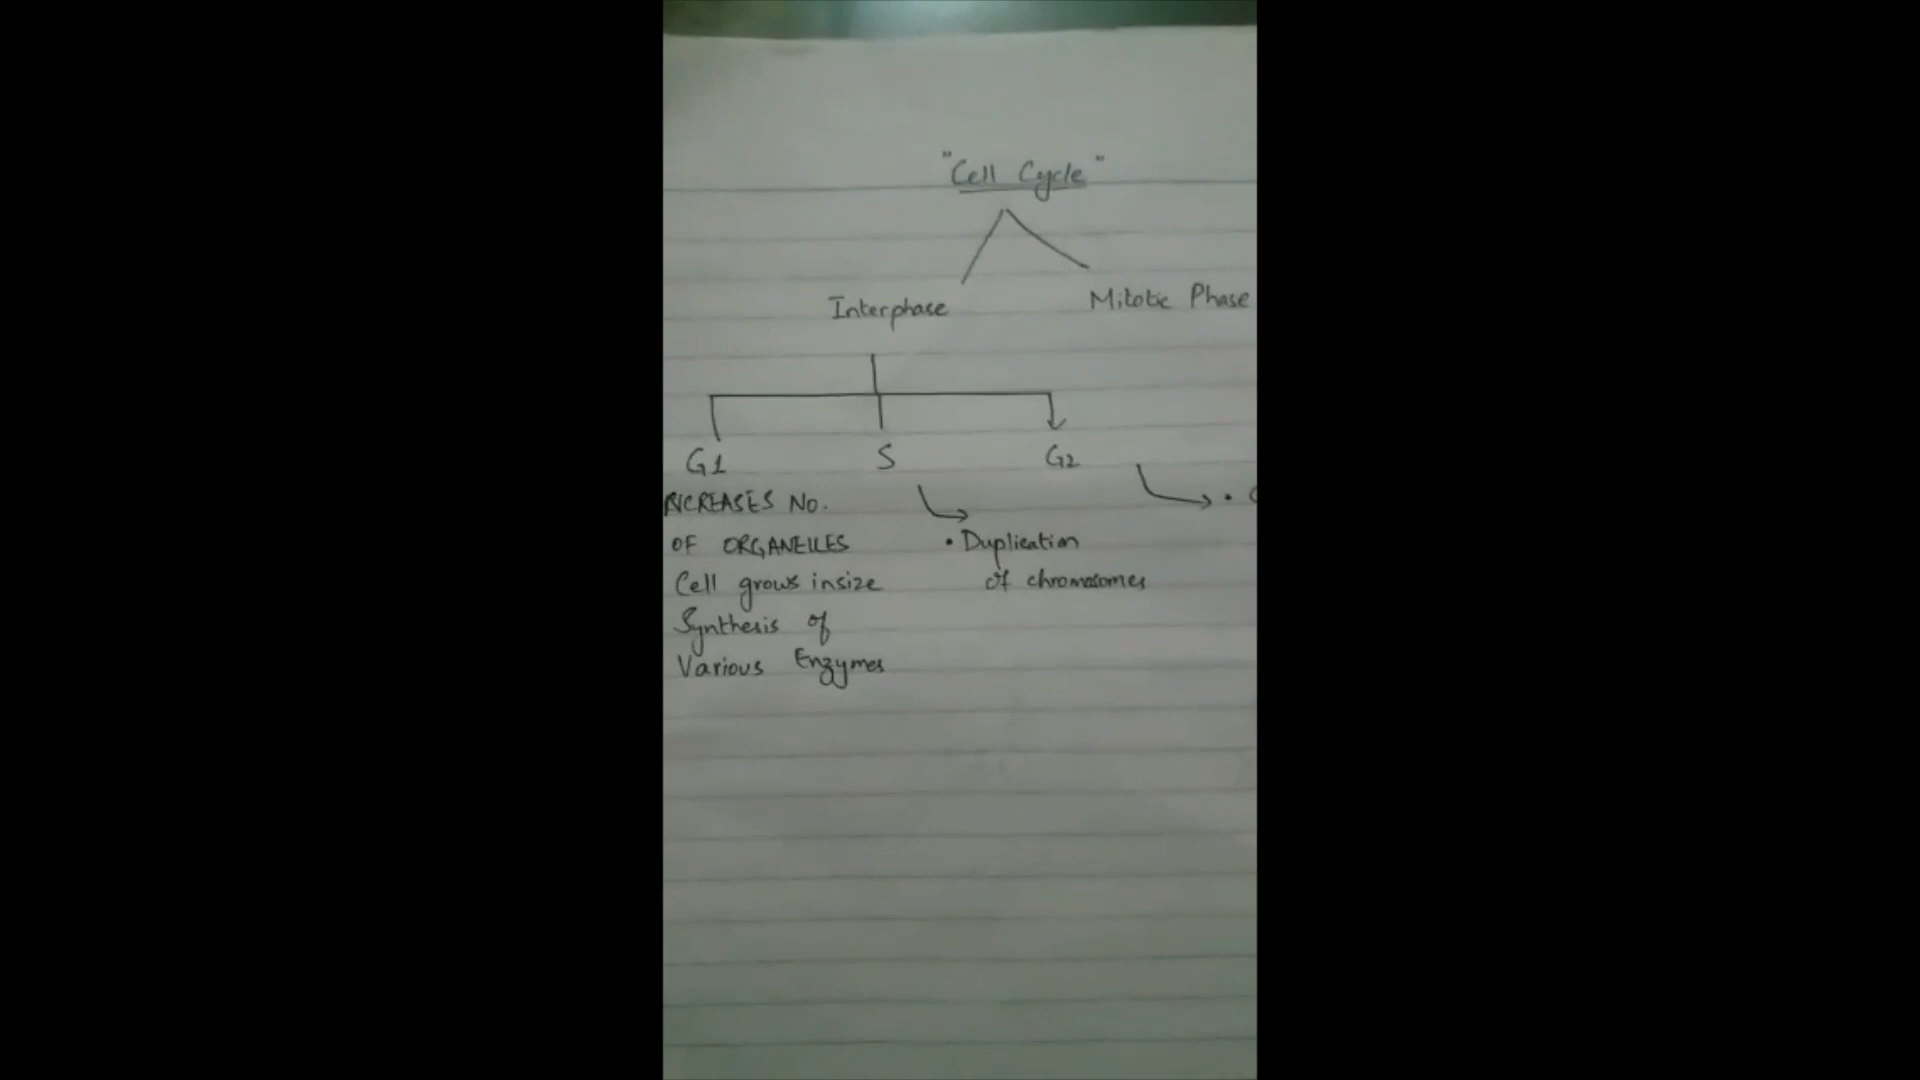 "Cell Cycle"
Interphase
Mitotic Phase
G1
S
G2
INCREASES NO.
OF ORGANELLES
Cell grows insize
Synthesis of
Various Enzymes
• Duplication
of chromosomes
•